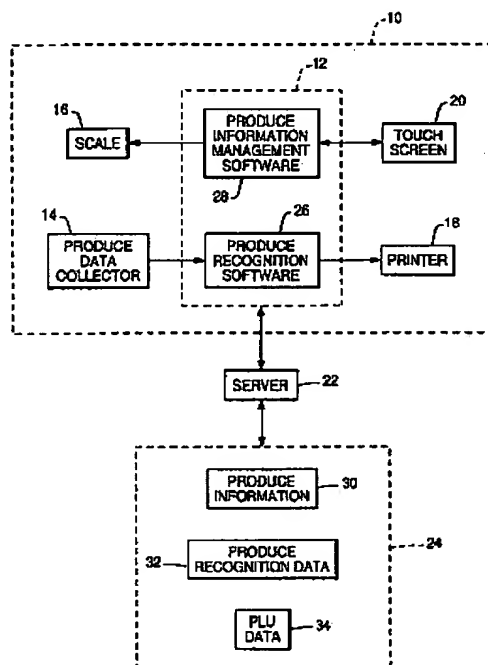 10
12
16
SCALE
PRODUCE
INFORMATION
MANAGEMENT
SOFTWARE
28
20
TOUCH
SCREEN
14
PRODUCE
DATA
COLLECTOR
26
PRODUCE
RECOGNITION
SOFTWARE
18
PRINTER
SERVER
22
PRODUCE
INFORMATION
30
24
32
PRODUCE
RECOGNITION DATA
PLU
DATA
34